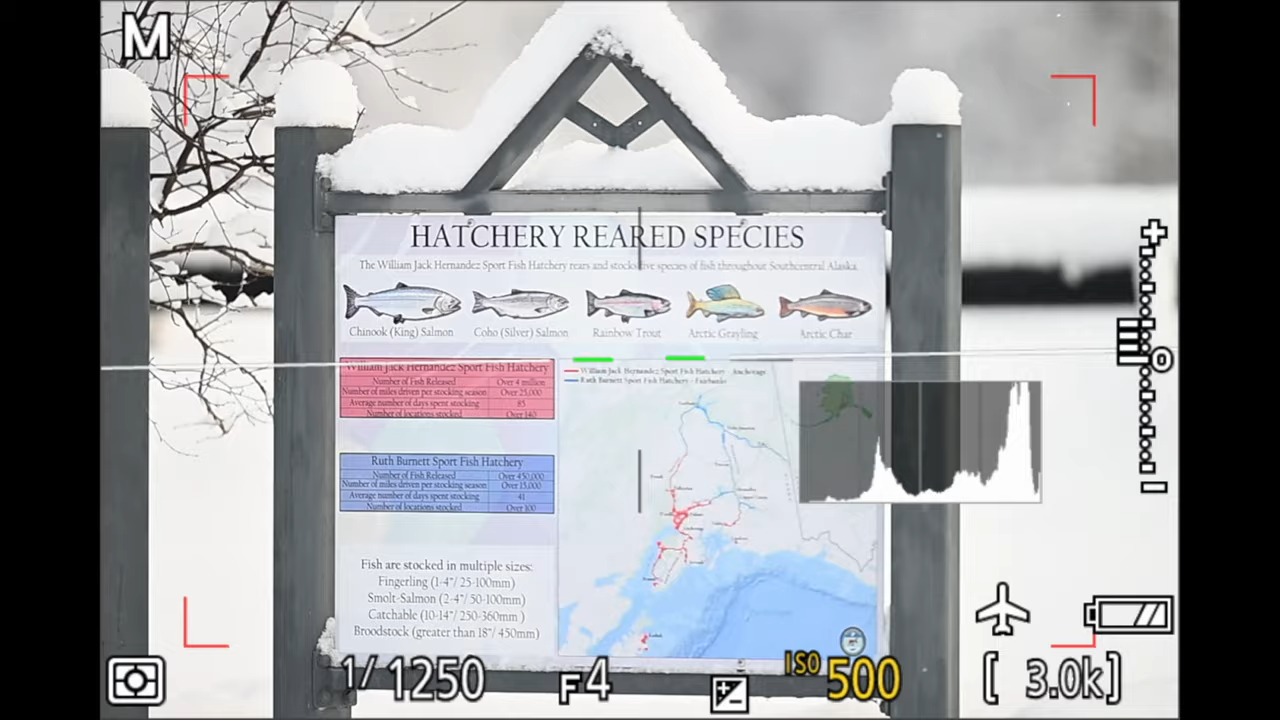 M
HATCHERY REARED SPECIES
The William Jack Hernandez Sport Fish Hatchery rears and stocks five species of fish throughout Southcentral Alaska.
Chinook (King) Salmon
Coho (Silver) Salmon
Rainbow Trout
Arctic Grayling
Arctic Char
William Jack Hernandez Sport Fish Hatchery
Number of Fish Released Over 4 million
Number of miles driven per stocking season Over 25,000
Average number of days spent stocking 85
Number of locations stocked Over 140
William Jack Hernandez Sport Fish Hatchery - Anchorage
Ruth Burnett Sport Fish Hatchery - Fairbanks
Ruth Burnett Sport Fish Hatchery
Number of Fish Released Over 450,000
Number of miles driven per stocking season Over 15,000
Average number of days spent stocking 41
Number of locations stocked Over 100
Fish are stocked in multiple sizes:
Fingerling (1-4"/ 25-100mm)
Smolt-Salmon (2-4"/ 50-100mm)
Catchable (10-14"/ 250-360mm )
Broodstock (greater than 18"/ 450mm)
1/1250 F4 ISO 500 [ 3.0k]